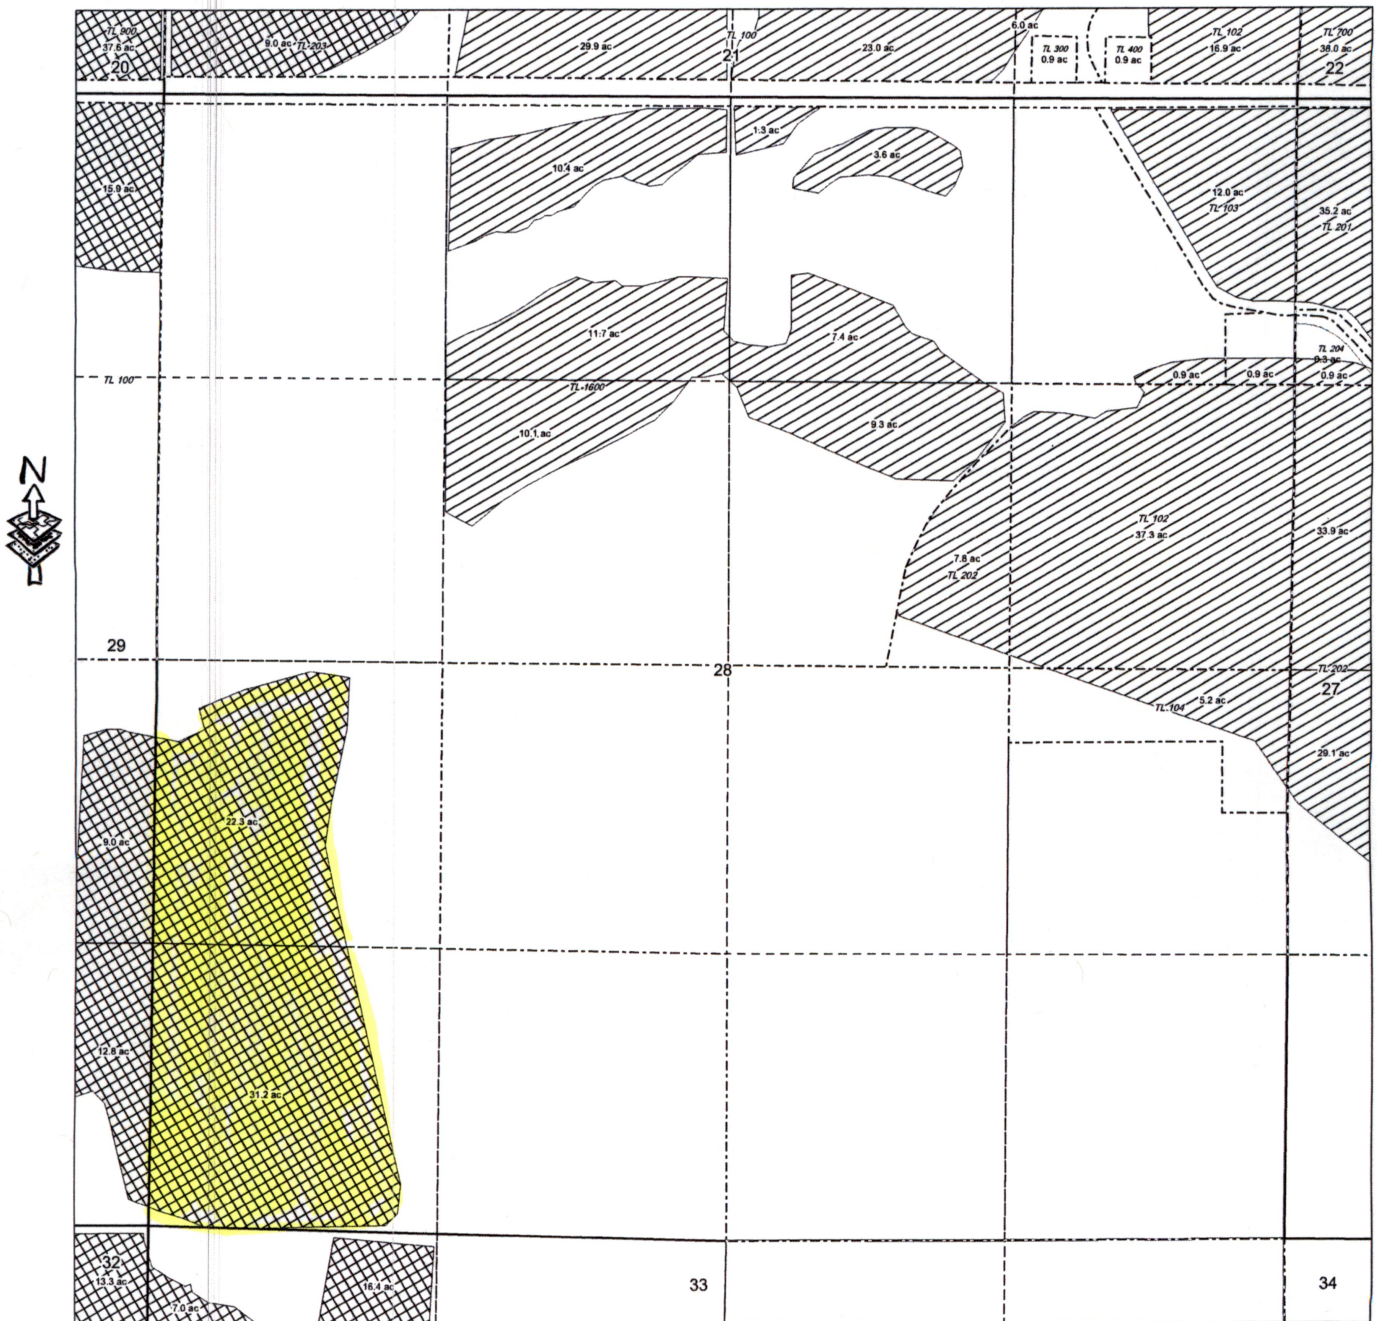 TL 900
37.6 ac
20
9.0 ac TL 203
29.9 ac
TL 100
21
23.0 ac
6.0 ac
TL 300
0.9 ac
TL 400
0.9 ac
TL 102
16.9 ac
TL 700
38.0 ac
22
15.9 ac
10.4 ac
1.3 ac
3.6 ac
12.0 ac
TL 103
35.2 ac
TL 201
11.7 ac
7.4 ac
TL 204
0.3 ac
TL 100
TL 1600
0.9 ac
0.9 ac
0.9 ac
10.1 ac
9.3 ac
N
TL 102
37.3 ac
33.9 ac
7.8 ac
TL 202
29
28
TL 202
27
5.2 ac
TL 104
29.1 ac
22.3 ac
9.0 ac
12.8 ac
31.2 ac
32
13.3 ac
7.0 ac
16.4 ac
33
34